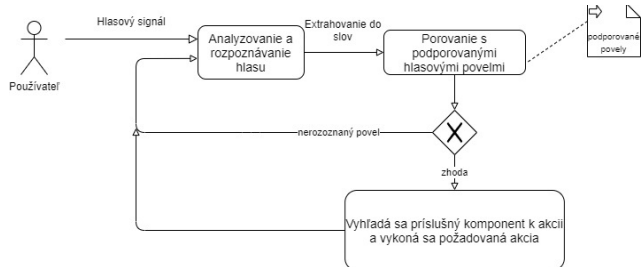 Hlasový signál
Používateľ
Analyzovanie a
rozpoznávanie
hlasu
Extrahovanie do
slov
Porovanie s
podporovanými
hlasovými povelmi
podporované
povely
nerozoznaný povel
zhoda
Vyhľadá sa príslušný komponent k akcii
a vykoná sa požadovaná akcia